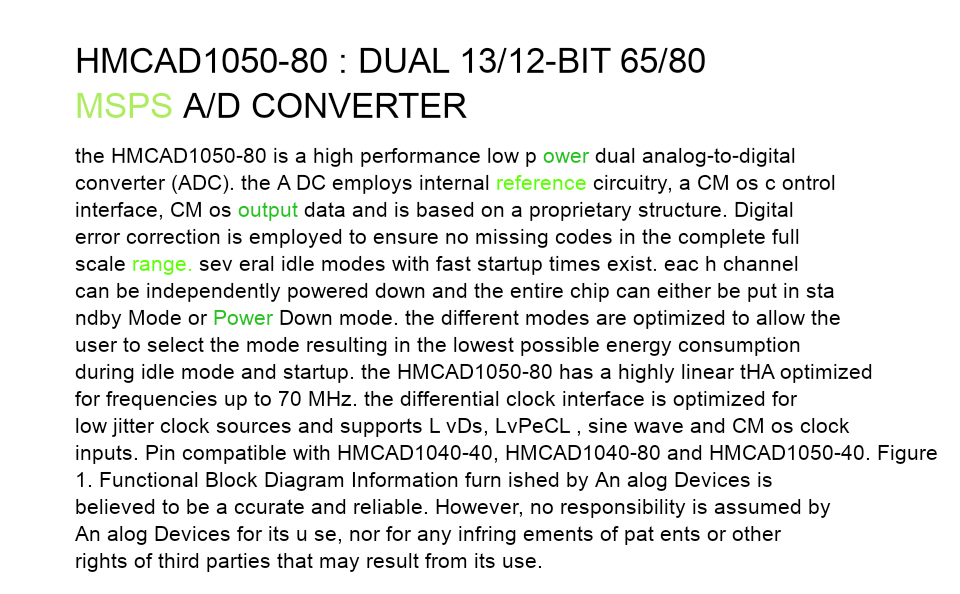 HMCAD1050-80 : DUAL 13/12-BIT 65/80
MSPS A/D CONVERTER
the HMCAD1050-80 is a high performance low p ower dual analog-to-digital
converter (ADC). the A DC employs internal reference circuitry, a CM os c ontrol
interface, CM os output data and is based on a proprietary structure. Digital
error correction is employed to ensure no missing codes in the complete full
scale range. sev eral idle modes with fast startup times exist. eac h channel
can be independently powered down and the entire chip can either be put in sta
ndby Mode or Power Down mode. the different modes are optimized to allow the
user to select the mode resulting in the lowest possible energy consumption
during idle mode and startup. the HMCAD1050-80 has a highly linear tHA optimized
for frequencies up to 70 MHz. the differential clock interface is optimized for
low jitter clock sources and supports L vDs, LvPeCL , sine wave and CM os clock
inputs. Pin compatible with HMCAD1040-40, HMCAD1040-80 and HMCAD1050-40. Figure
1. Functional Block Diagram Information furn ished by An alog Devices is
believed to be a ccurate and reliable. However, no responsibility is assumed by
An alog Devices for its u se, nor for any infring ements of pat ents or other
rights of third parties that may result from its use.